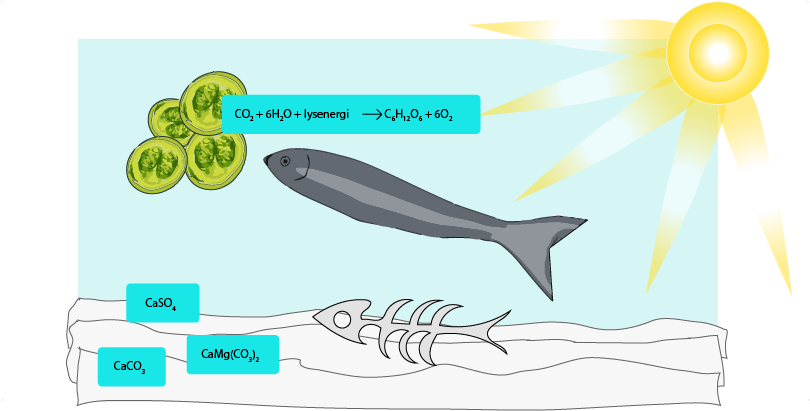 CO₂ + 6H₂O + lysenergi ⟶ C₆H₁₂O₆ + 6O₂
CaSO₄
CaMg(CO₃)₂
CaCO₃